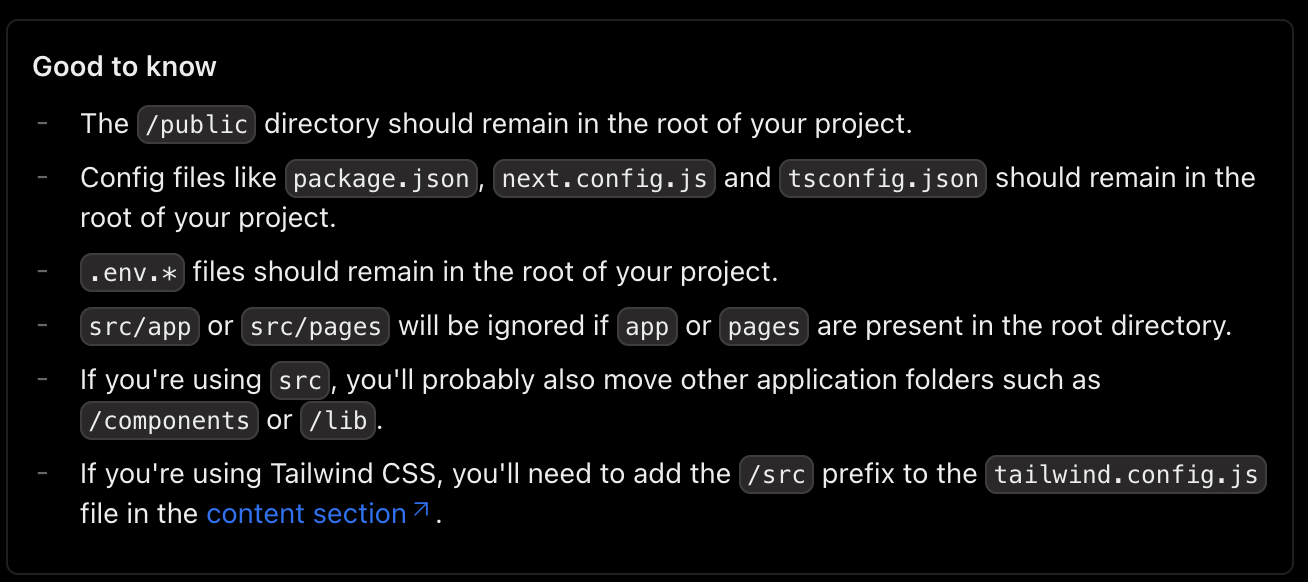 Good to know
- The /public directory should remain in the root of your project.
- Config files like package.json, next.config.js and tsconfig.json should remain in the
root of your project.
- .env.* files should remain in the root of your project.
- src/app or src/pages will be ignored if app or pages are present in the root directory.
- If you're using src, you'll probably also move other application folders such as
/components or /lib.
- If you're using Tailwind CSS, you'll need to add the /src prefix to the tailwind.config.js
file in the content section↗.